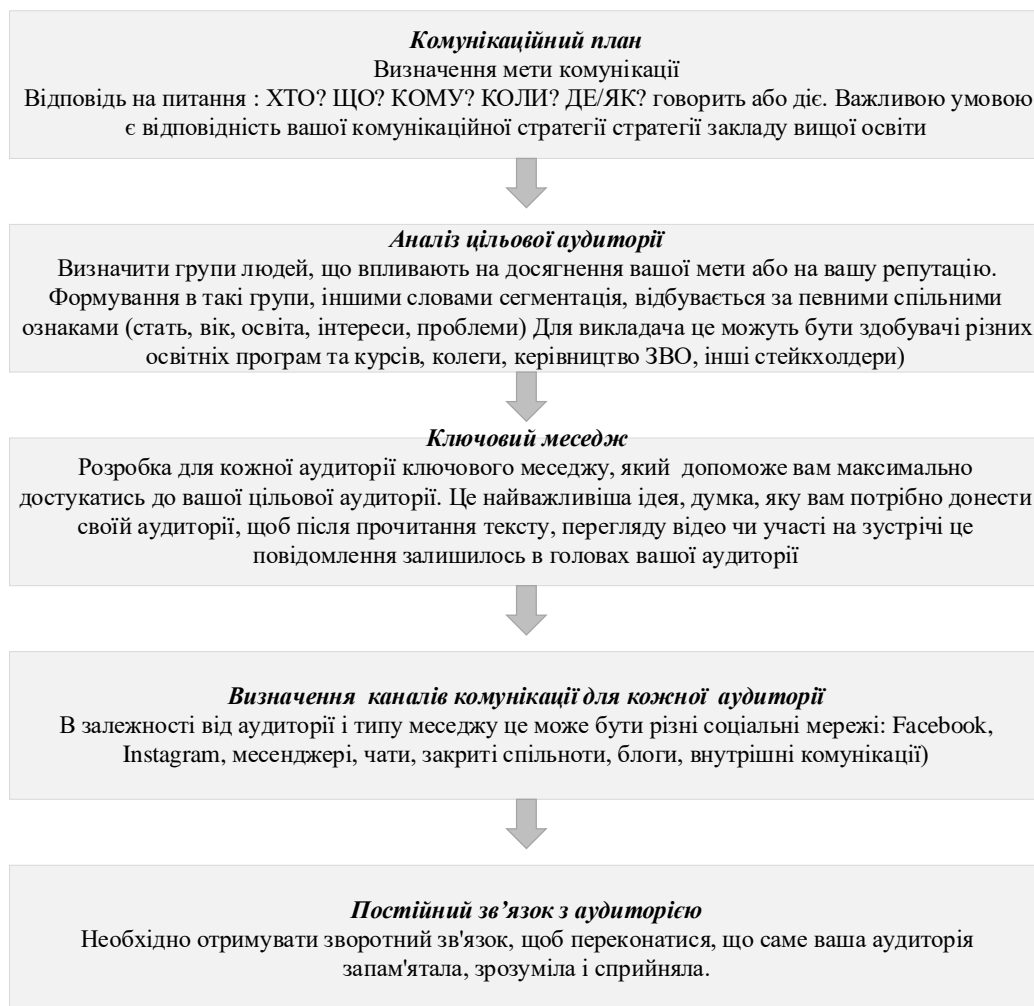 Комунікаційний план
Визначення мети комунікації
Відповідь на питання : ХТО? ЩО? КОМУ? КОЛИ? ДЕ/ЯК? говорить або діє. Важливою умовою
є відповідність вашої комунікаційної стратегії стратегії закладу вищої освіти
Аналіз цільової аудиторії
Визначити групи людей, що впливають на досягнення вашої мети або на вашу репутацію.
Формування в такі групи, іншими словами сегментація, відбувається за певними спільними
ознаками (стать, вік, освіта, інтереси, проблеми) Для викладача це можуть бути здобувачі різних
освітніх програм та курсів, колеги, керівництво ЗВО, інші стейкхолдери)
Ключовий меседж
Розробка для кожної аудиторії ключового меседжу, який допоможе вам максимально
достукатись до вашої цільової аудиторії. Це найважливіша ідея, думка, яку вам потрібно донести
своїй аудиторії, щоб після прочитання тексту, перегляду відео чи участі на зустрічі це
повідомлення залишилось в головах вашої аудиторії
Визначення каналів комунікації для кожної аудиторії
В залежності від аудиторії і типу меседжу це може бути різні соціальні мережі: Facebook,
Instagram, месенджері, чати, закриті спільноти, блоги, внутрішні комунікації)
Постійний зв’язок з аудиторією
Необхідно отримувати зворотний зв'язок, щоб переконатися, що саме ваша аудиторія
запам'ятала, зрозуміла і сприйняла.